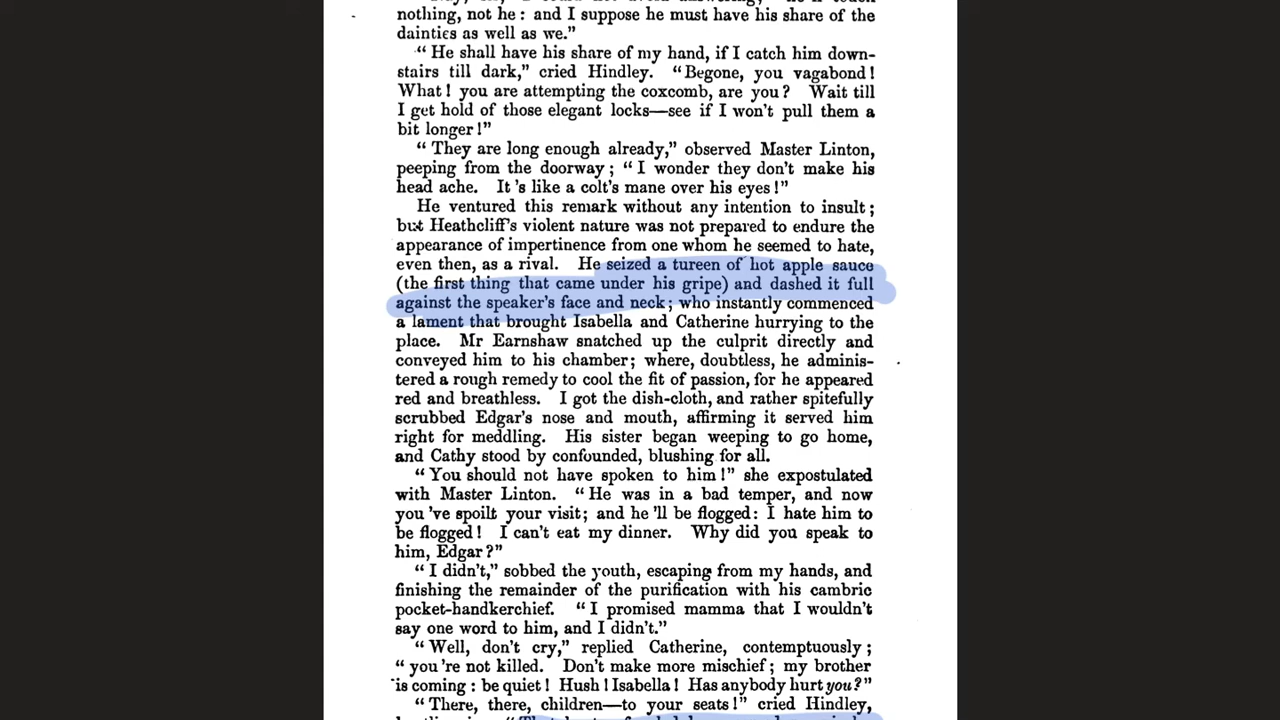 nothing, not he: and I suppose he must have his share of the
dainties as well as we.”
“He shall have his share of my hand, if I catch him down-
stairs till dark,” cried Hindley. “Begone, you vagabond!
What! you are attempting the coxcomb, are you? Wait till
I get hold of those elegant locks—see if I won't pull them a
bit longer!”
“They are long enough already,” observed Master Linton,
peeping from the doorway; “I wonder they don't make his
head ache. It's like a colt's mane over his eyes!”
He ventured this remark without any intention to insult;
but Heathcliff's violent nature was not prepared to endure the
appearance of impertinence from one whom he seemed to hate,
even then, as a rival. He seized a tureen of hot apple sauce
(the first thing that came under his gripe) and dashed it full
against the speaker's face and neck; who instantly commenced
a lament that brought Isabella and Catherine hurrying to the
place. Mr Earnshaw snatched up the culprit directly and
conveyed him to his chamber; where, doubtless, he adminis-
tered a rough remedy to cool the fit of passion, for he appeared
red and breathless. I got the dish-cloth, and rather spitefully
scrubbed Edgar's nose and mouth, affirming it served him
right for meddling. His sister began weeping to go home,
and Cathy stood by confounded, blushing for all.
“You should not have spoken to him!” she expostulated
with Master Linton. “He was in a bad temper, and now
you've spoilt your visit; and he'll be flogged: I hate him to
be flogged! I can't eat my dinner. Why did you speak to
him, Edgar?”
“I didn't,” sobbed the youth, escaping from my hands, and
finishing the remainder of the purification with his cambric
pocket-handkerchief. “I promised mamma that I wouldn't
say one word to him, and I didn't.”
“Well, don't cry,” replied Catherine, contemptuously;
“you're not killed. Don't make more mischief; my brother
is coming: be quiet! Hush! Isabella! Has anybody hurt you?”
“There, there, children—to your seats!” cried Hindley,